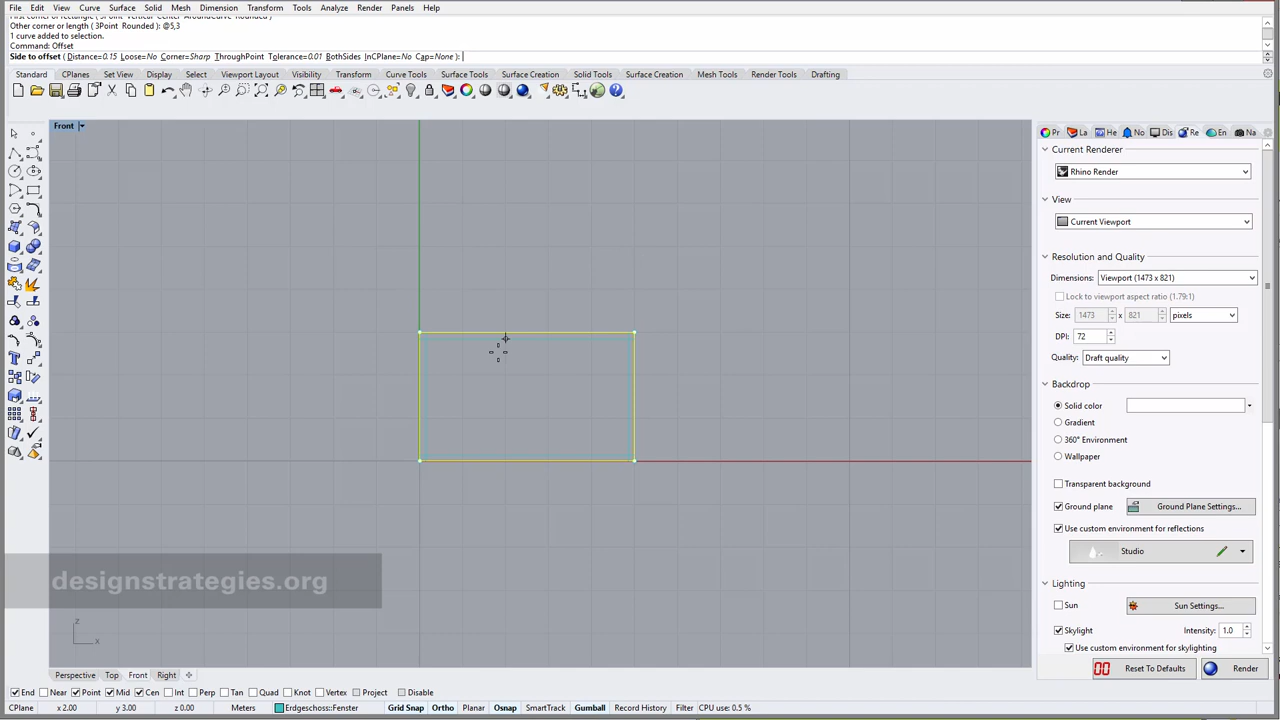 File Edit View Curve Surface Solid Mesh Dimension Transform Tools Analyze Render Panels Help
First corner of rectangle ( 3Point Vertical Center AroundCurve Rounded ):
Other corner or length ( 3Point Rounded ): @5,3
1 curve added to selection.
Command: Offset
Side to offset ( Distance=0.15 Loose=No Corner=Sharp ThroughPoint Tolerance=0.01 BothSides InCPlane=No Cap=None ):
Standard CPlanes Set View Display Select Viewport Layout Visibility Transform Curve Tools Surface Tools Surface Creation Solid Tools Surface Creation Mesh Tools Render Tools Drafting
Front
Pr La He No Dis Re En Na
Current Renderer
Rhino Render
View
Current Viewport
Resolution and Quality
Dimensions: Viewport (1473 x 821)
Lock to viewport aspect ratio (1.79:1)
Size: 1473 x 821 pixels
DPI: 72
Quality: Draft quality
Backdrop
Solid color
Gradient
360° Environment
Wallpaper
Transparent background
Ground plane Ground Plane Settings...
Use custom environment for reflections
Studio
Lighting
Sun Sun Settings...
Skylight Intensity: 1.0
Use custom environment for skylighting
Reset To Defaults Render
designstrategies.org
z
x
Perspective Top Front Right
End Near Point Mid Cen Int Perp Tan Quad Knot Vertex Project Disable
CPlane x 2.00 y 3.00 z 0.00 Meters Erdgeschoss::Fenster Grid Snap Ortho Planar Osnap SmartTrack Gumball Record History Filter CPU use: 0.5 %